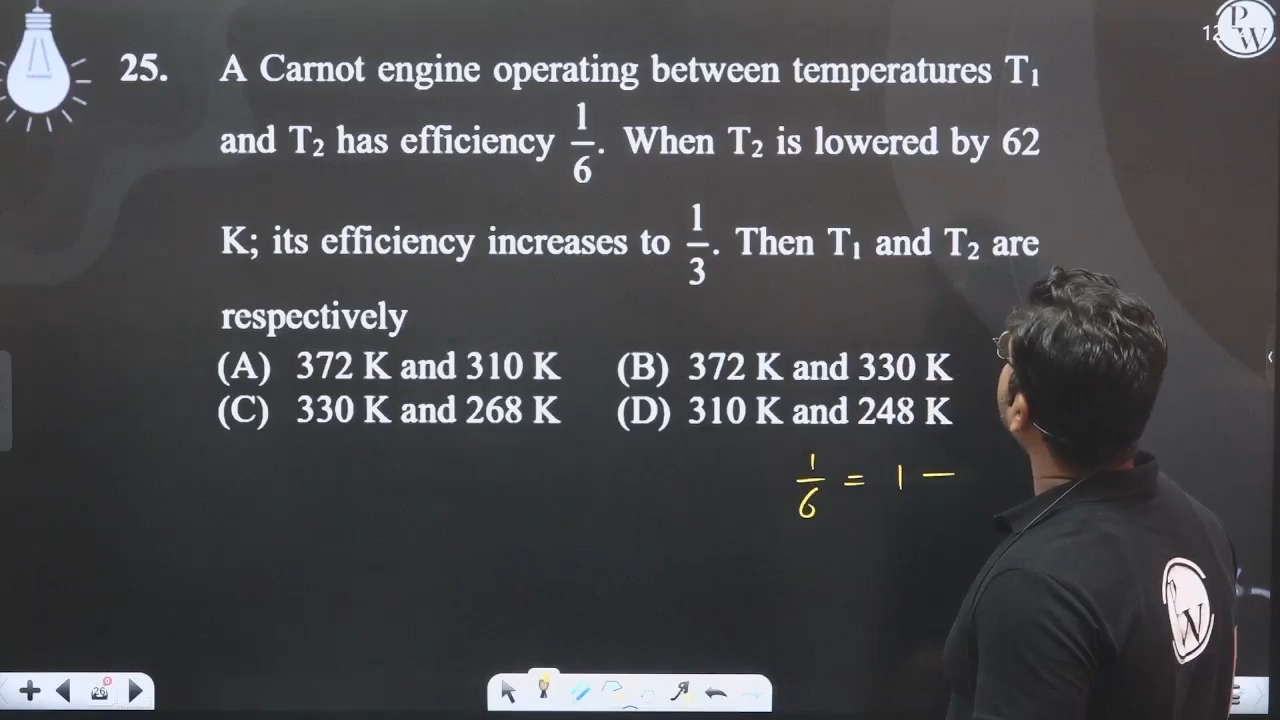 12
P
W
25. A Carnot engine operating between temperatures T₁
and T₂ has efficiency 1/6. When T₂ is lowered by 62
K; its efficiency increases to 1/3. Then T₁ and T₂ are
respectively
(A) 372 K and 310 K (B) 372 K and 330 K
(C) 330 K and 268 K (D) 310 K and 248 K
1/6 = 1 −
W
26